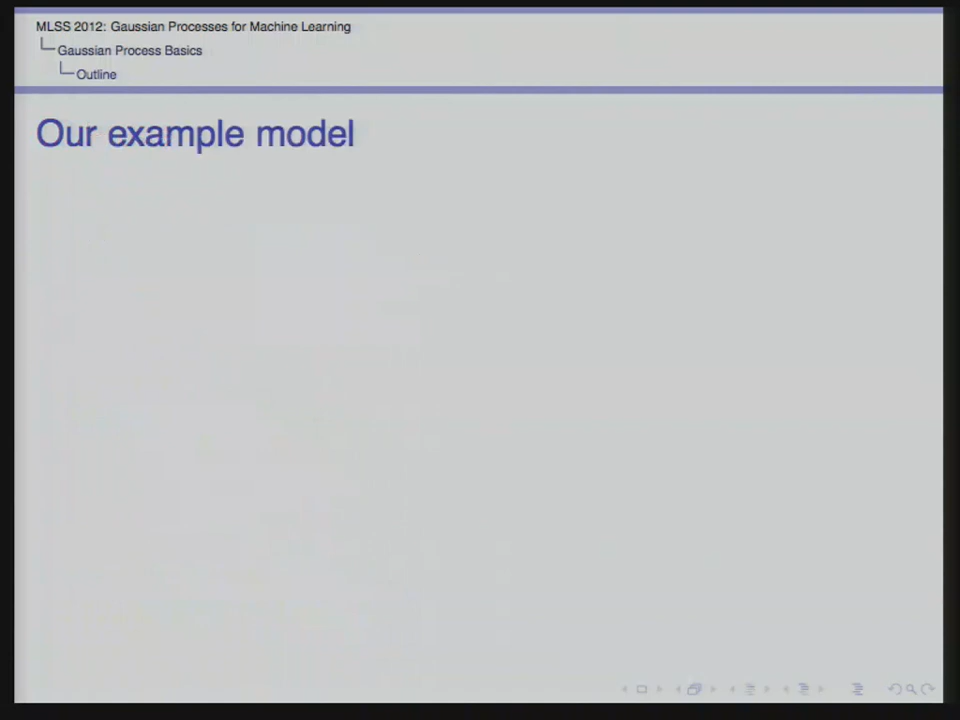 MLSS 2012: Gaussian Processes for Machine Learning
Gaussian Process Basics
Outline
Our example model